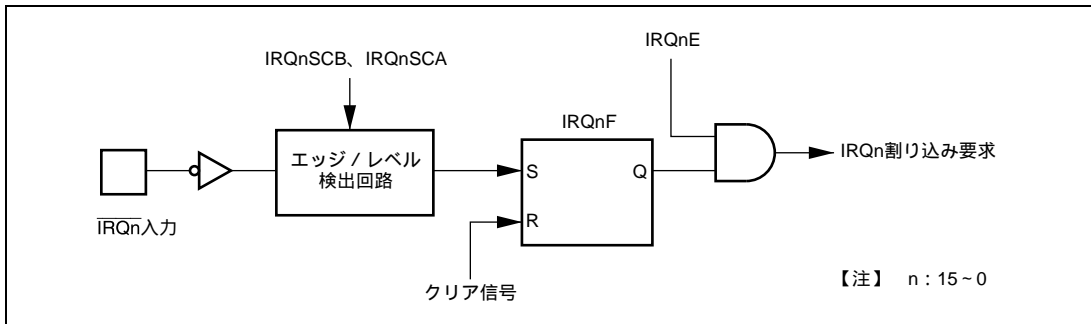 IRQnE
IRQnSCB、IRQnSCA
IRQnF
エッジ / レベル
検出回路
S
Q
R
IRQn割り込み要求
IRQn入力
クリア信号
【注】 n : 15~0